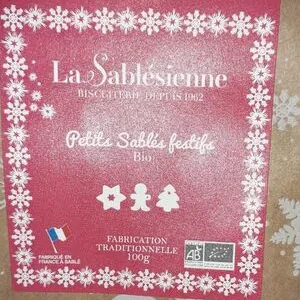 La Sablésienne
BISCUITERIE DEPUIS 1962
Petits Sablés festifs
Bio
FABRICATION
TRADITIONNELLE
100g
FABRIQUÉ EN
FRANCE À SABLÉ
AB